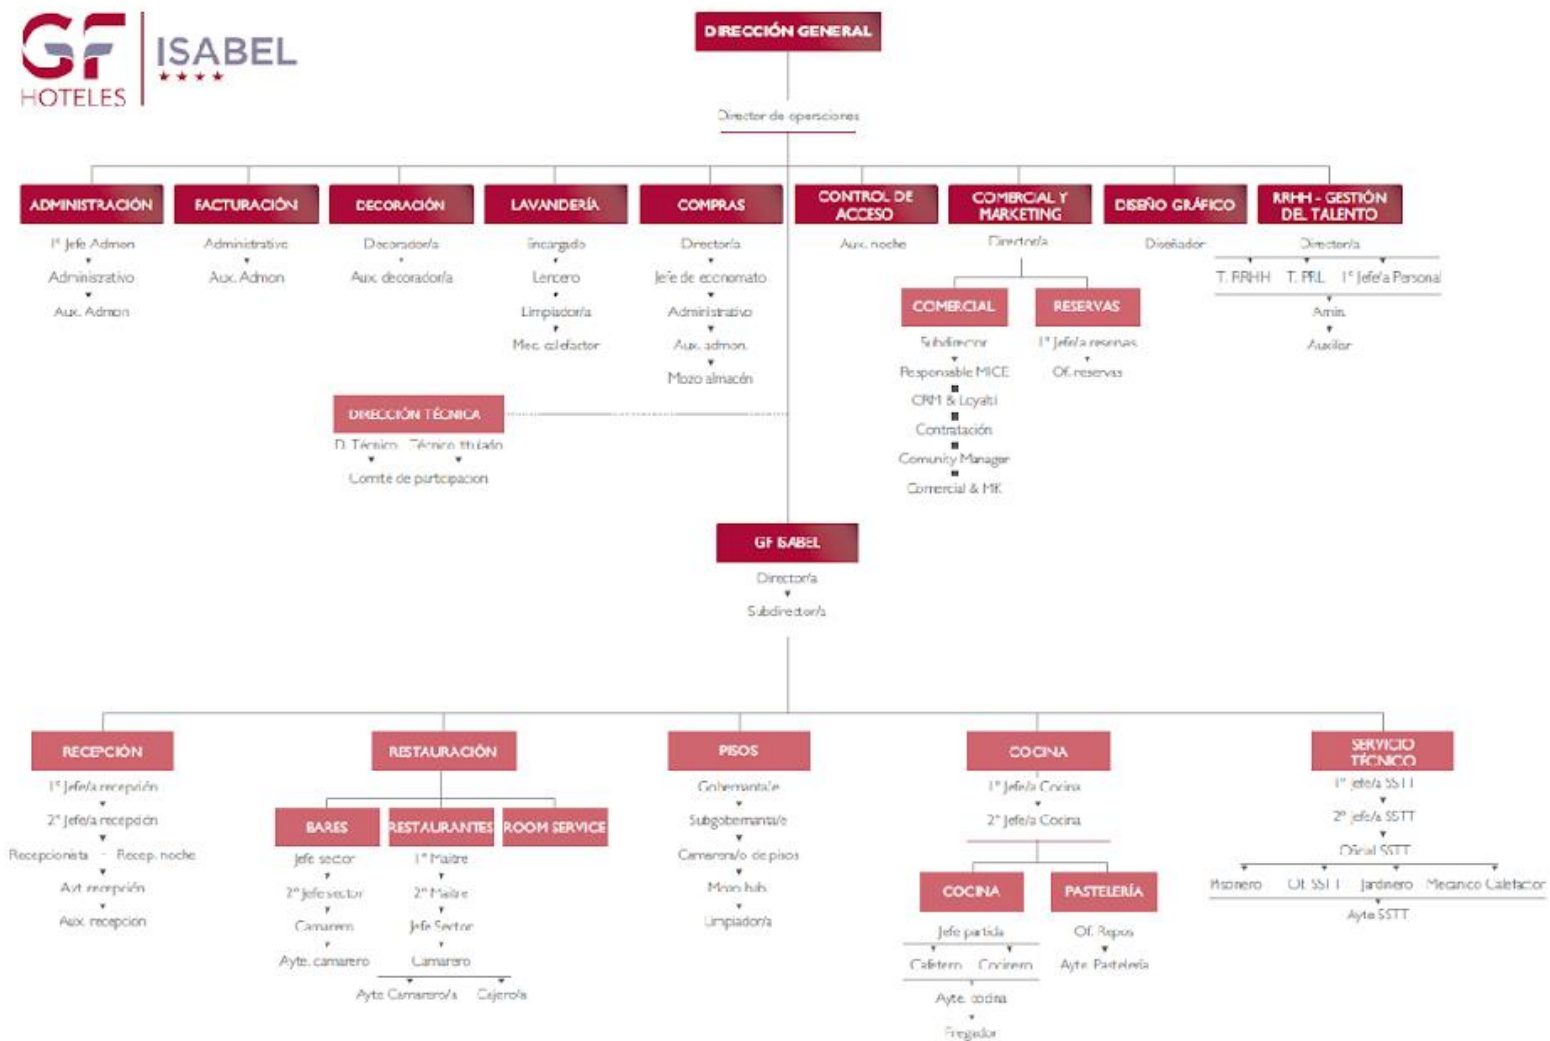 GF
HOTELES
ISABEL
DIRECCIÓN GENERAL
Director de operaciones
ADMINISTRACIÓN
1º Jefe Admon
Administrativo
Aux. Admon
FACTURACIÓN
Administrativo
Aux. Admon
DECORACIÓN
Decorador/a
Aux. decorador/a
LAVANDERÍA
Encargado
Lencero
Limpiador/a
Mec. calefactor
COMPRAS
Director/a
Jefe de economato
Administrativo
Aux. admon.
Mozo almacén
CONTROL DE
ACCESO
Aux. noche
COMERCIAL Y
MARKETING
Director/a
COMERCIAL
Subdirector
Responsable MICE
CRM & Loyalti
Contratación
Comunity Manager
Comercial & MK
RESERVAS
1º Jefe/a reservas
Of. reservas
DISEÑO GRÁFICO
Diseñador
RRHH - GESTIÓN
DEL TALENTO
Director/a
T. RRHH T. PRL 1º Jefe/a Personal
Amin.
Auxiliar
DIRECCIÓN TÉCNICA
D. Técnico Técnico titulado
Comité de participación
GF ISABEL
Director/a
Subdirector/a
RECEPCIÓN
1º Jefe/a recepción
2º Jefe/a recepción
Recepcionista - Recep. noche
Ayt. recepción
Aux. recepción
RESTAURACIÓN
BARES
Jefe sector
2º Jefe sector
Camarero
Ayte. camarero
RESTAURANTES
1º Maitre
2º Maitre
Jefe Sector
Camarero
Ayte. Camarero/a Cajero/a
ROOM SERVICE
PISOS
Gobernanta/e
Subgobernanta/e
Camarera/o de pisos
Mozo hab.
Limpiador/a
COCINA
1º Jefe/a Cocina
2º Jefe/a Cocina
COCINA
Jefe partida
Cafetero Cocinero
Ayte. cocina
Fregador
PASTELERÍA
Of. Repos
Ayte. Pastelería
SERVICIO
TÉCNICO
1º Jefe/a SSTT
2º Jefe/a SSTT
Oficial SSTT
Piscinero Of. SSTT Jardinero Mecanico Calefactor
Ayte SSTT